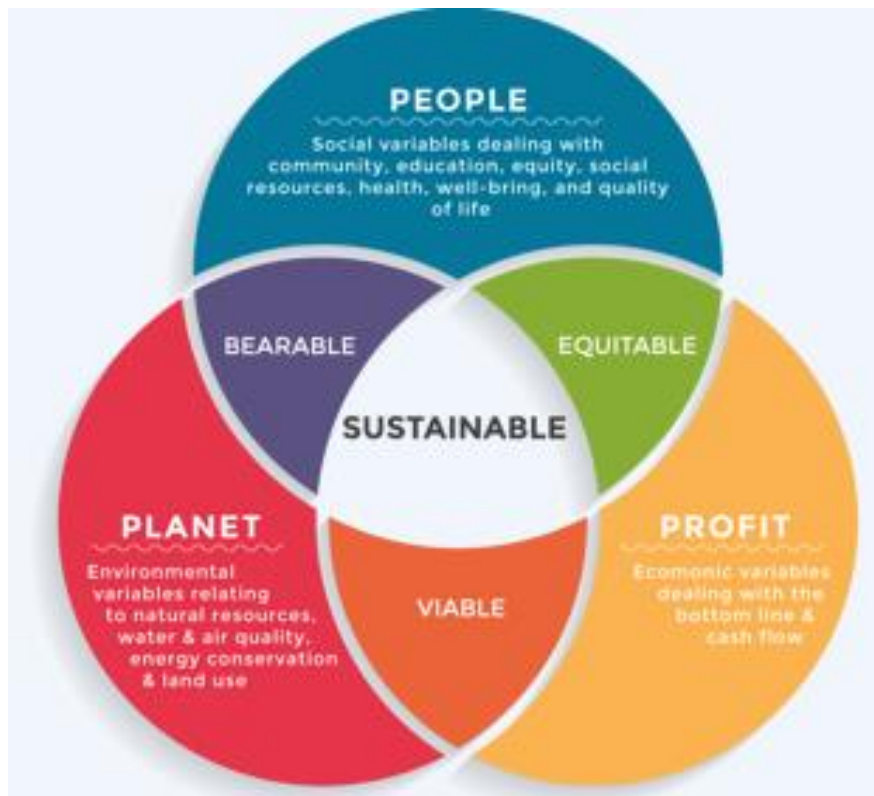 PEOPLE
Social variables dealing with
community, education, equity, social
resources, health, well-bring, and quality
of life
BEARABLE
EQUITABLE
SUSTAINABLE
PLANET
Environmental
variables relating
to natural resources,
water & air quality,
energy conservation
& land use
VIABLE
PROFIT
Ecomonic variables
dealing with the
bottom line &
cash flow